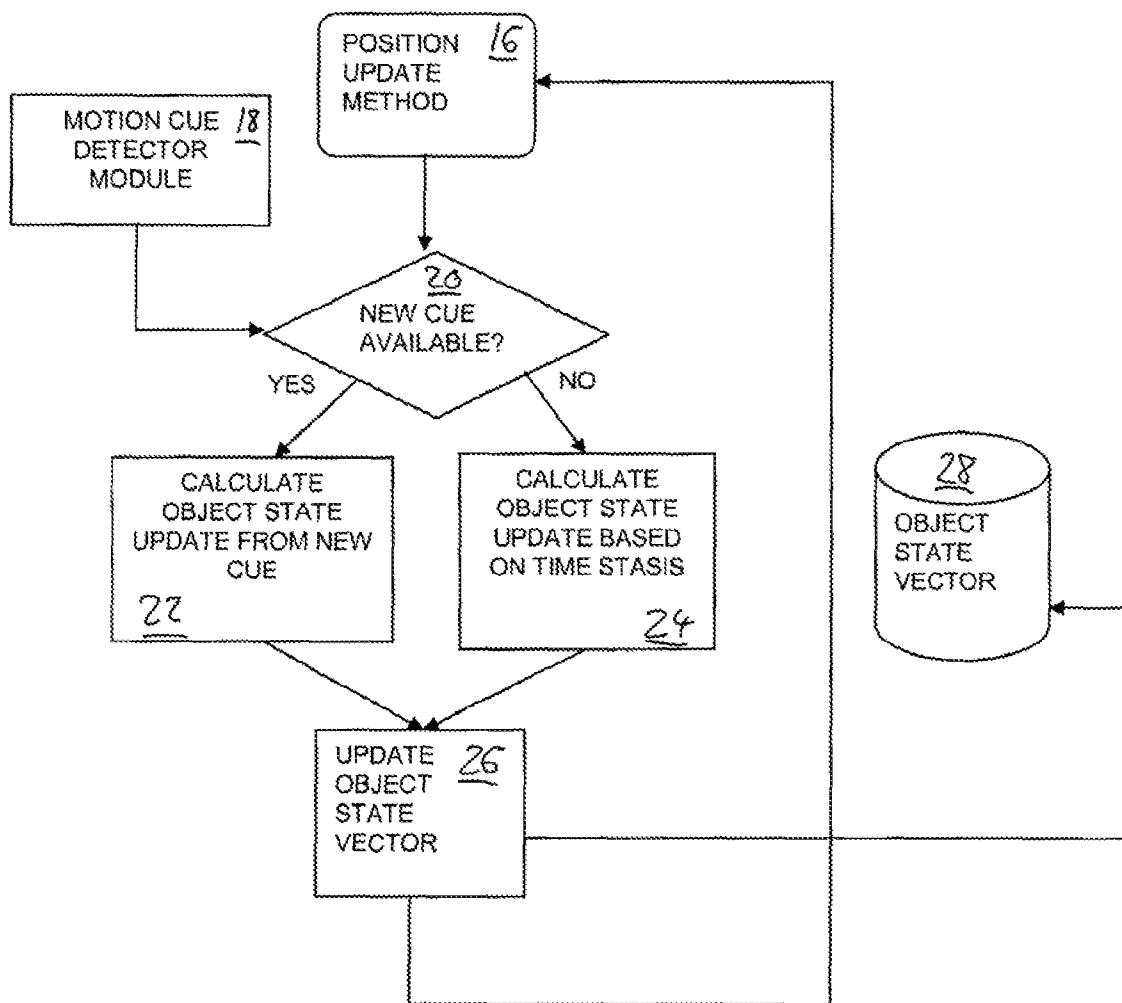 POSITION 16
UPDATE
METHOD
MOTION CUE 18
DETECTOR
MODULE
20
NEW CUE
AVAILABLE?
YES
NO
CALCULATE
OBJECT STATE
UPDATE FROM NEW
CUE
22
CALCULATE
OBJECT STATE
UPDATE BASED
ON TIME STASIS
24
28
OBJECT
STATE
VECTOR
UPDATE 26
OBJECT
STATE
VECTOR